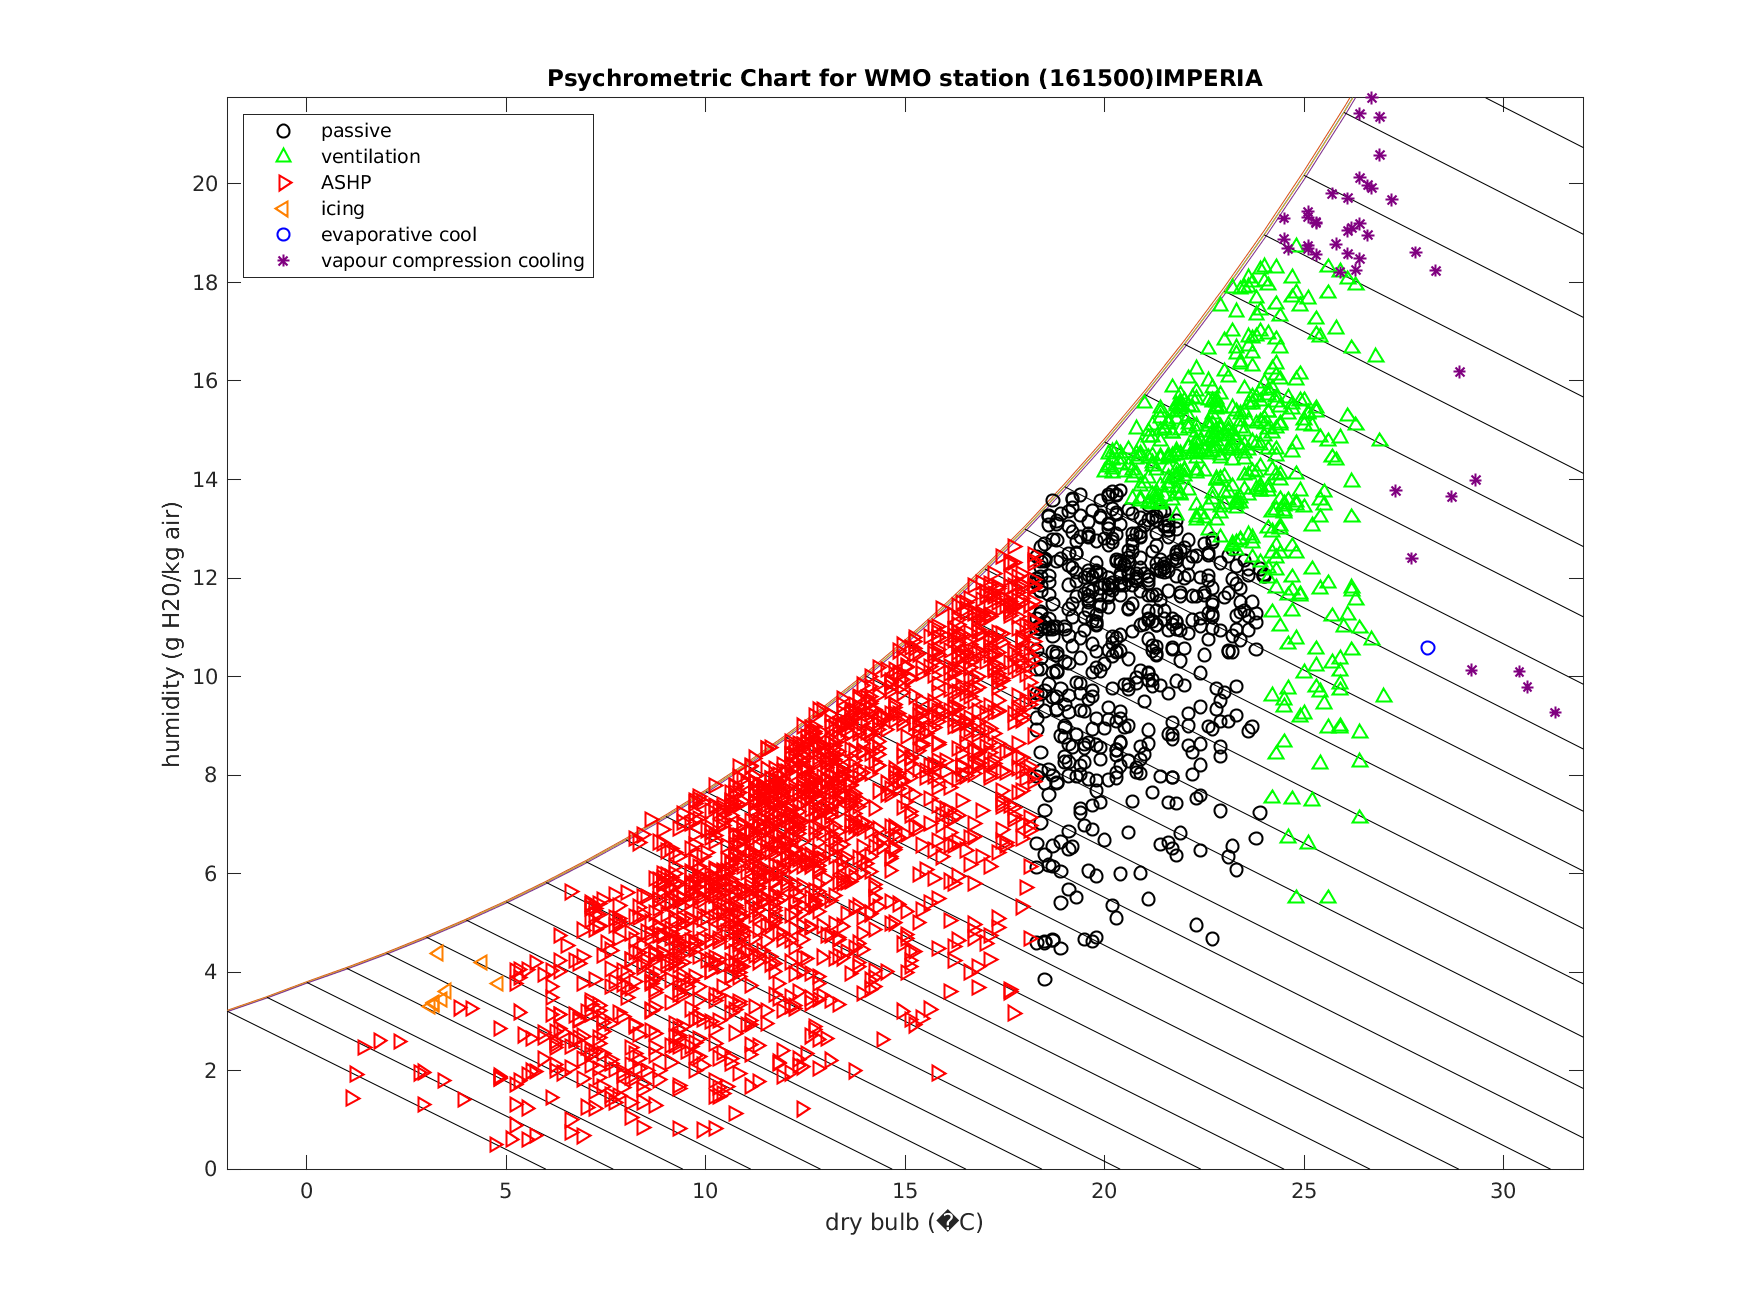 Psychrometric Chart for WMO station (161500)IMPERIA
passive
ventilation
ASHP
icing
evaporative cool
vapour compression cooling
humidity (g H20/kg air)
20
18
16
14
12
10
8
6
4
2
0
0 5 10 15 20 25 30
dry bulb (�C)